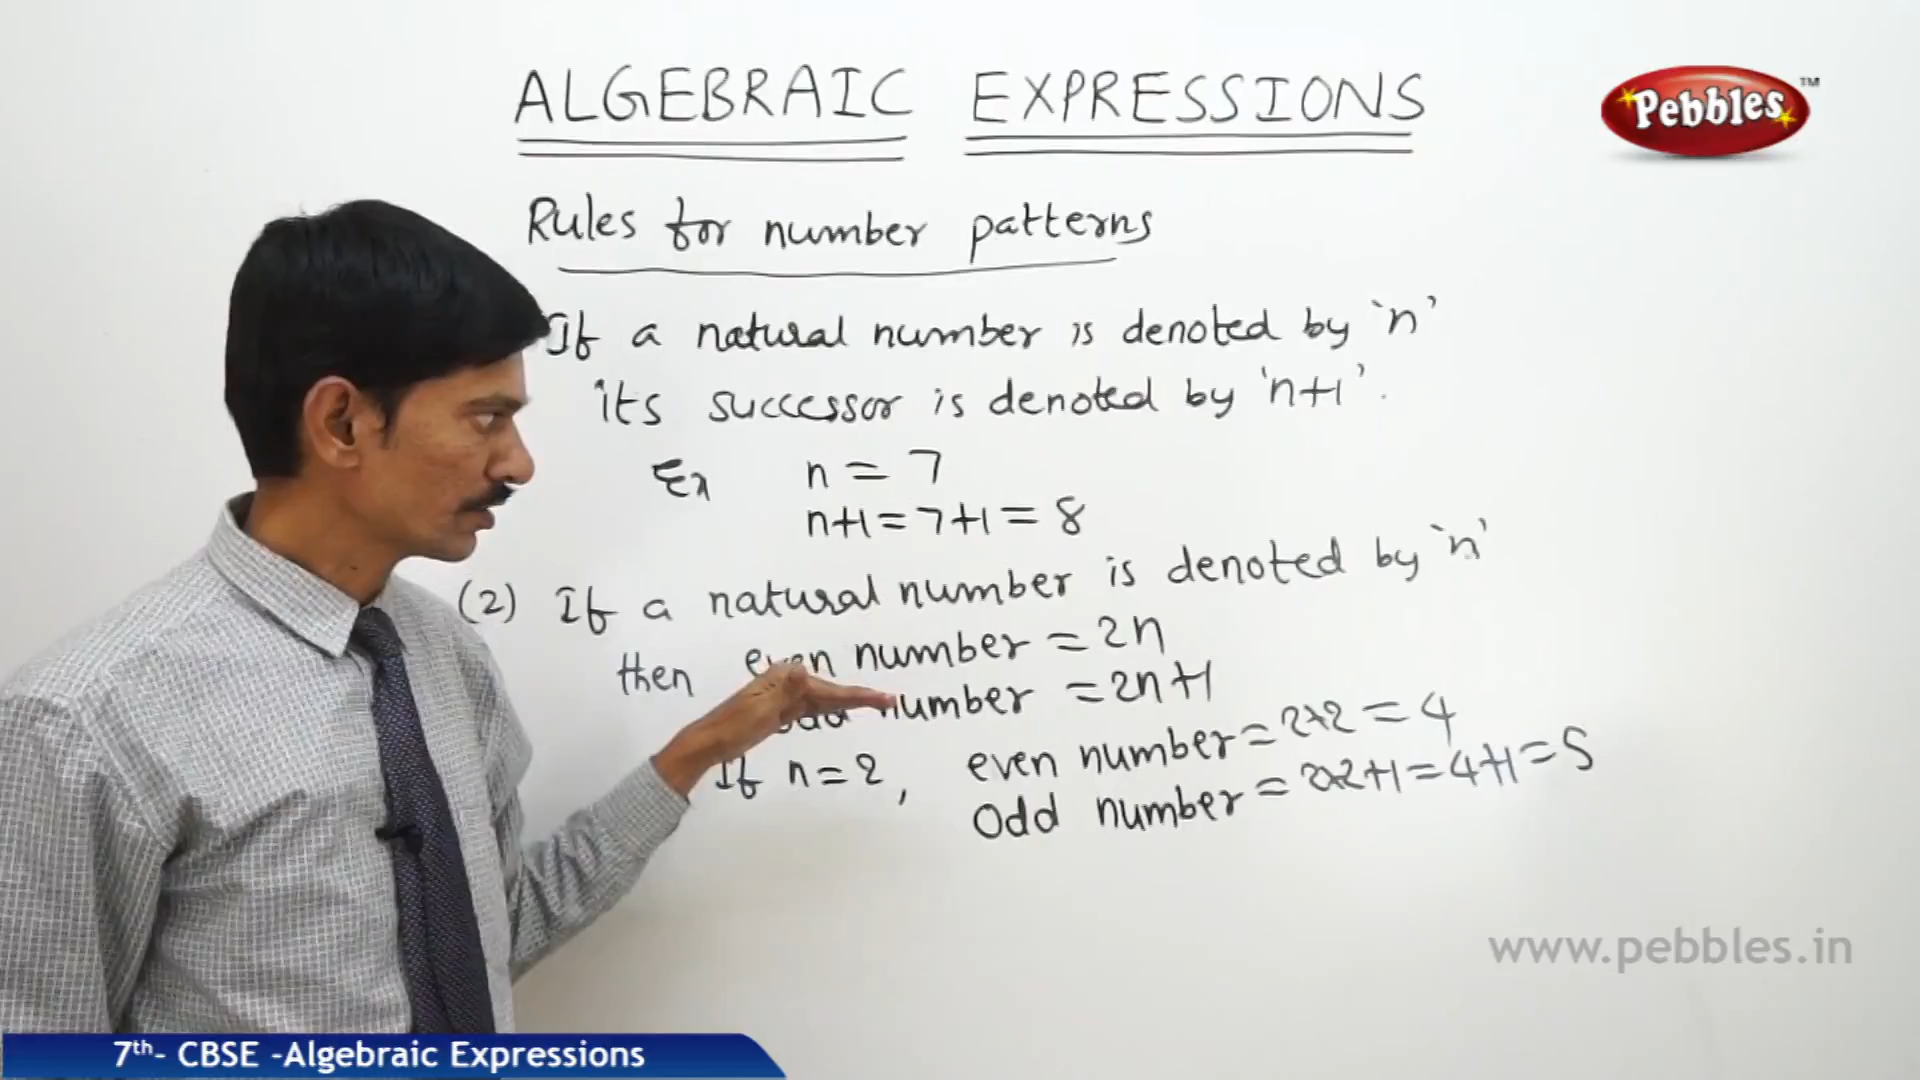 ALGEBRAIC EXPRESSIONS
Pebbles™
Rules for number patterns
If a natural number is denoted by 'n'
its successor is denoted by 'n+1'.
Ex n = 7
n+1=7+1=8
(2) If a natural number is denoted by 'n'
then even number =2n
odd number =2n+1
If n=2, even number=2×2=4
Odd number=2×2+1=4+1=5
www.pebbles.in
7th- CBSE -Algebraic Expressions